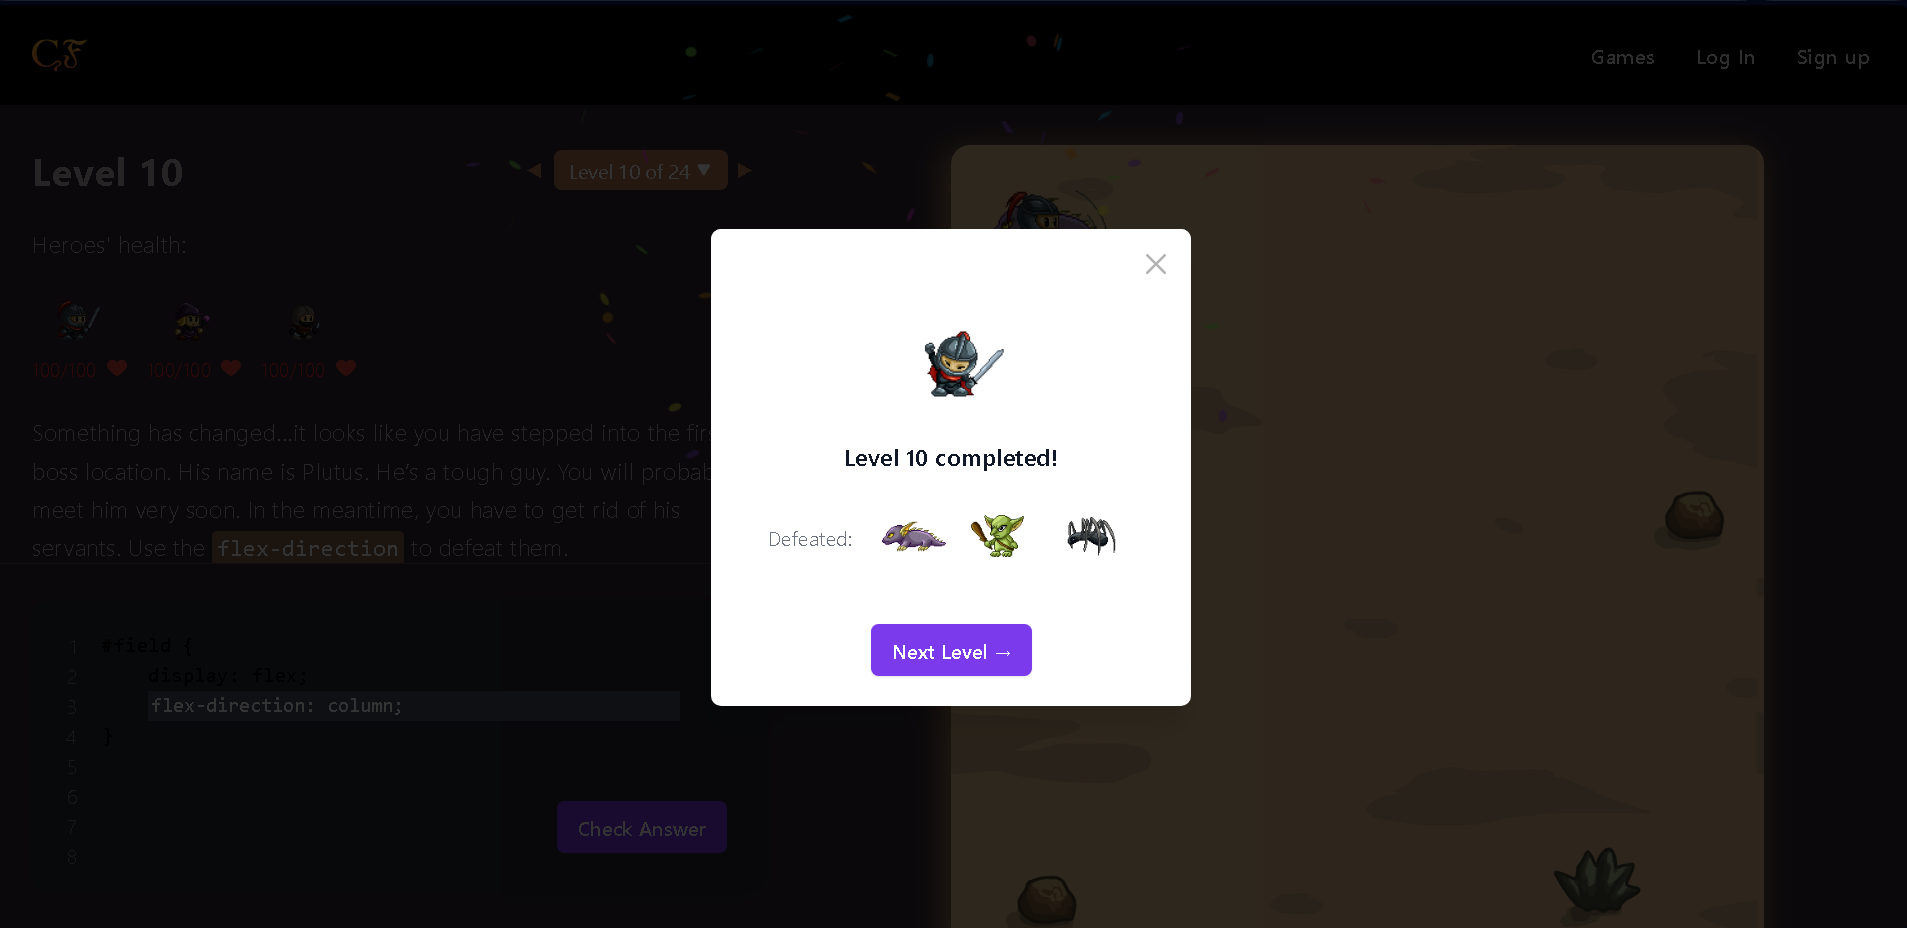 CF
Games
Log In
Sign up
Level 10
Level 10 of 24 ▼
Heroes' health:
100/100
100/100
100/100
Something has changed...it looks like you have stepped into the
boss location. His name is Plutus. He's a tough guy. You will
meet him very soon. In the meantime, you have to get rid of his
servants. Use the flex-direction to defeat them.
1 #field {
2 display: flex;
3 flex-direction: column;
4 }
5
6
7
8
Check Answer
Level 10 completed!
Defeated:
Next Level →